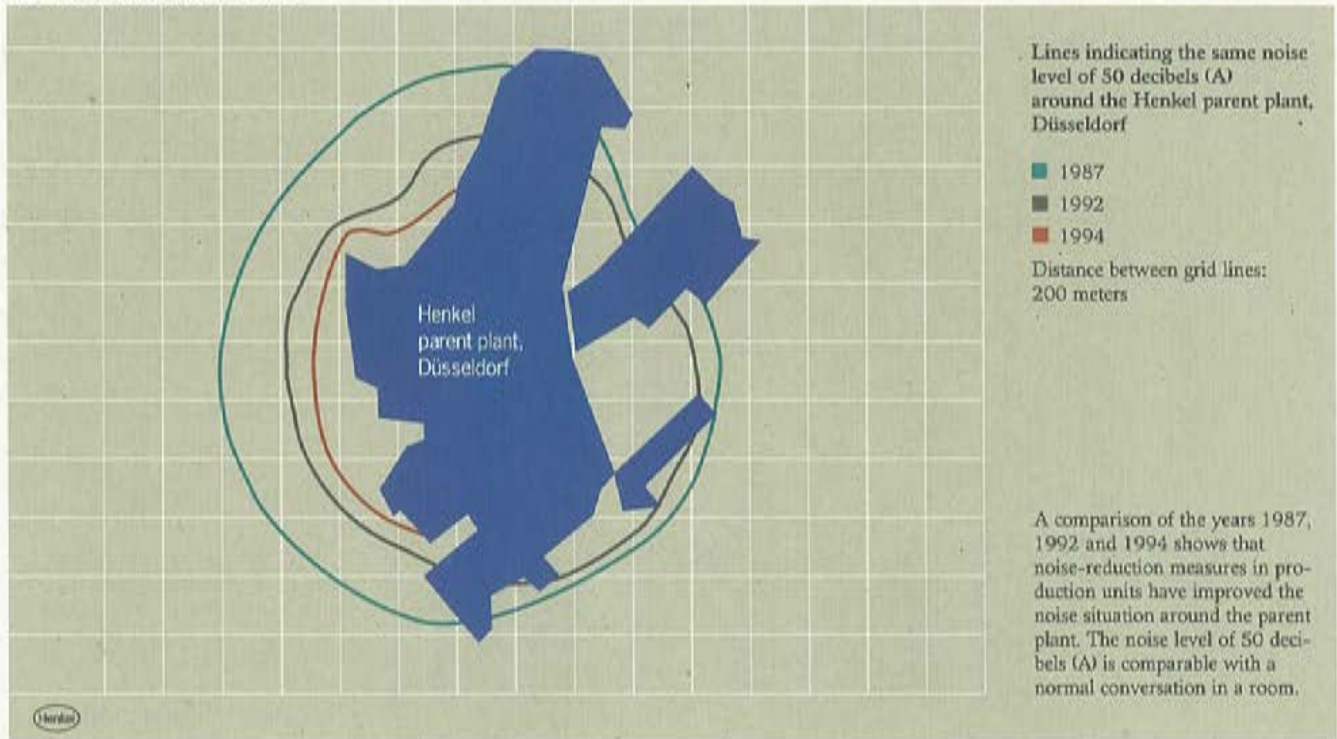 Lines indicating the same noise
level of 50 decibels (A)
around the Henkel parent plant,
Düsseldorf
1987
1992
1994
Distance between grid lines:
200 meters
Henkel
parent plant,
Düsseldorf
A comparison of the years 1987,
1992 and 1994 shows that
noise-reduction measures in pro-
duction units have improved the
noise situation around the parent
plant. The noise level of 50 deci-
bels (A) is comparable with a
normal conversation in a room.
Henkel